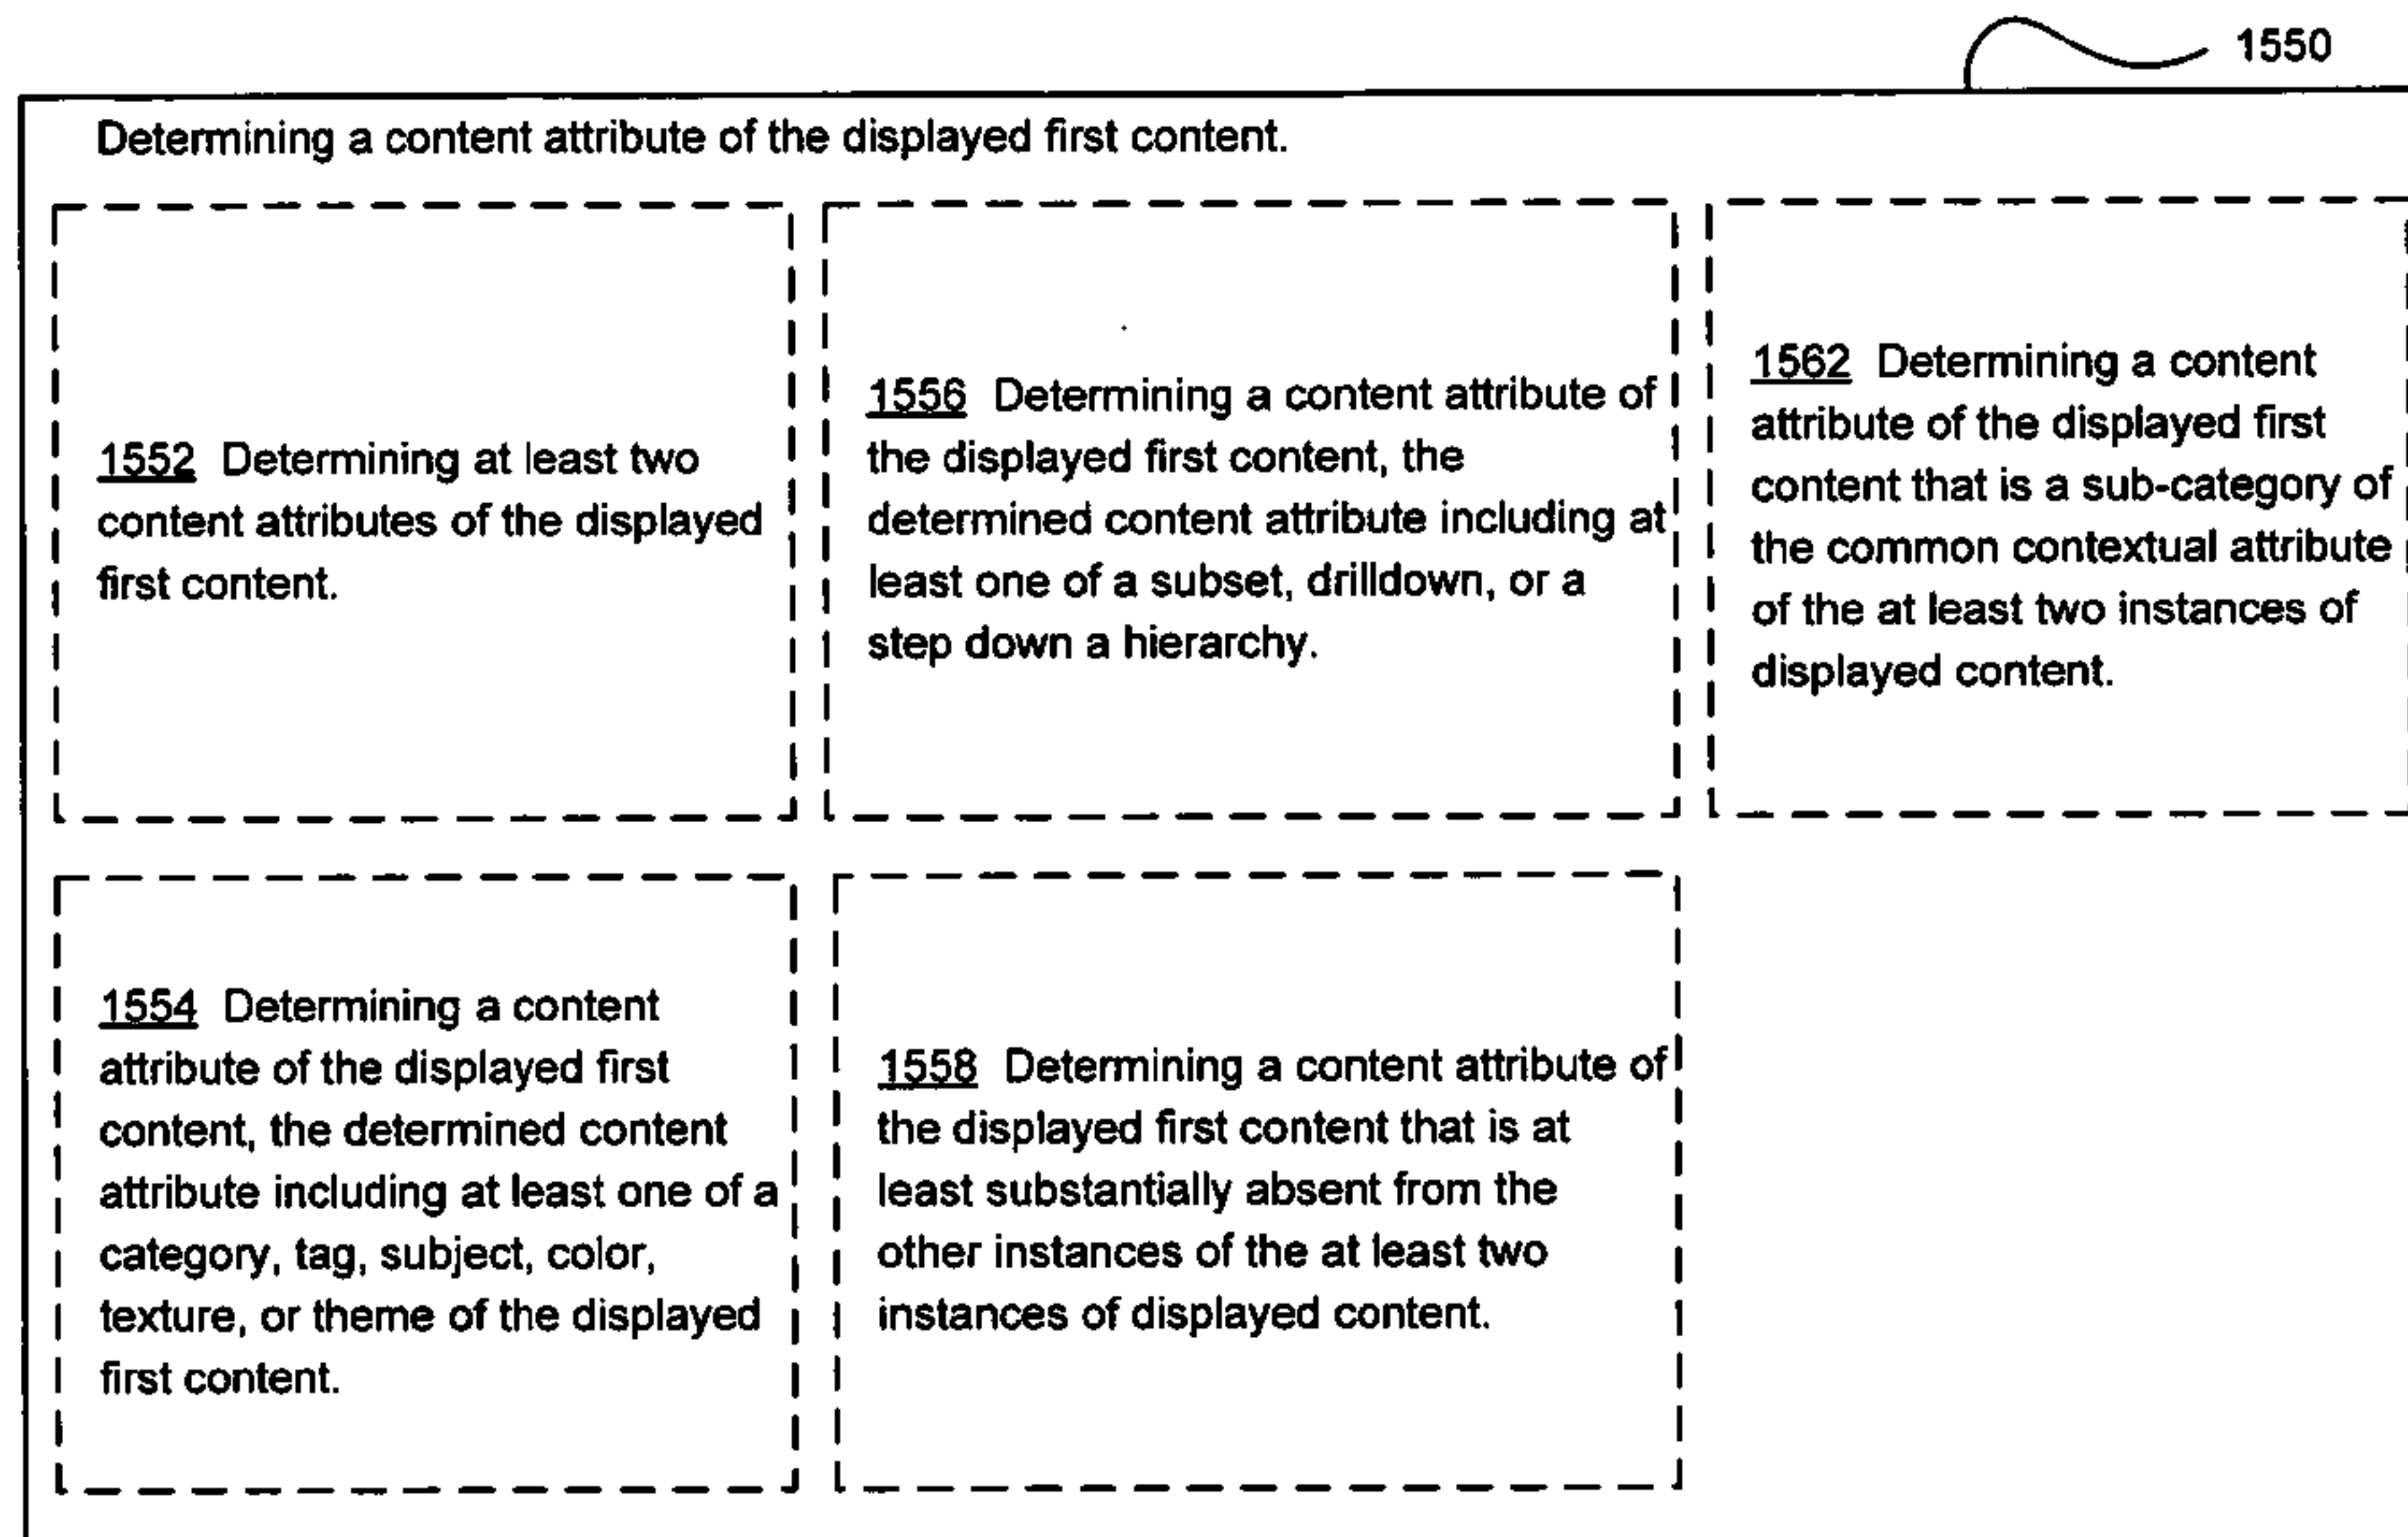 1550
Determining a content attribute of the displayed first content.
1552 Determining at least two
content attributes of the displayed
first content.
1556 Determining a content attribute of
the displayed first content, the
determined content attribute including at
least one of a subset, drilldown, or a
step down a hierarchy.
1562 Determining a content
attribute of the displayed first
content that is a sub-category of
the common contextual attribute
of the at least two instances of
displayed content.
1554 Determining a content
attribute of the displayed first
content, the determined content
attribute including at least one of a
category, tag, subject, color,
texture, or theme of the displayed
first content.
1558 Determining a content attribute of
the displayed first content that is at
least substantially absent from the
other instances of the at least two
instances of displayed content.